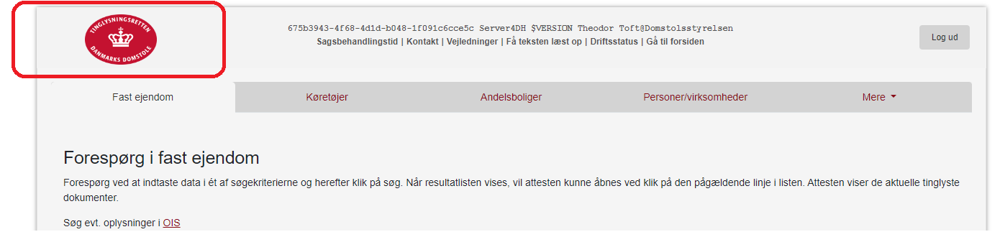 TINGLYSNINGSRETTEN
DANMARKS DOMSTOLE
675b3943-4f68-4d1d-b048-1f091c6cce5c Server4DH $VERSION Theodor Toft@Domstolsstyrelsen
Sagsbehandlingstid | Kontakt | Vejledninger | Få teksten læst op | Driftsstatus | Gå til forsiden
Log ud
Fast ejendom
Køretøjer
Andelsboliger
Personer/virksomheder
Mere
Forespørg i fast ejendom
Forespørg ved at indtaste data i ét af søgekriterierne og herefter klik på søg. Når resultatlisten vises, vil attesten kunne åbnes ved klik på den pågældende linje i listen. Attesten viser de aktuelle tinglyste
dokumenter.
Søg evt. oplysninger i OIS